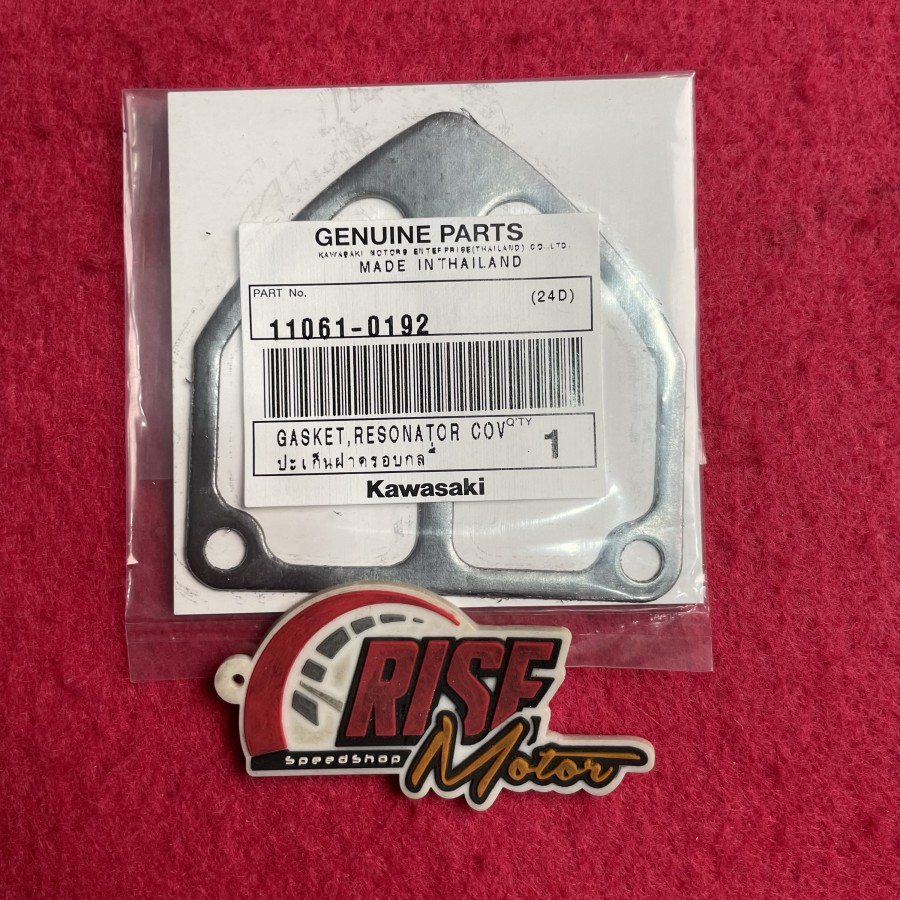 GENUINE PARTS
KAWASAKI MOTORS ENTERPRISE(THAILAND) CO.,LTD.
MADE INTHAILAND
PART No.
(24D)
11061-0192
GASKET,RESONATOR COV
Q'TY
1
ปะเก็นฝาครอบกล่
Kawasaki
RISE
SpeedShop
Motor